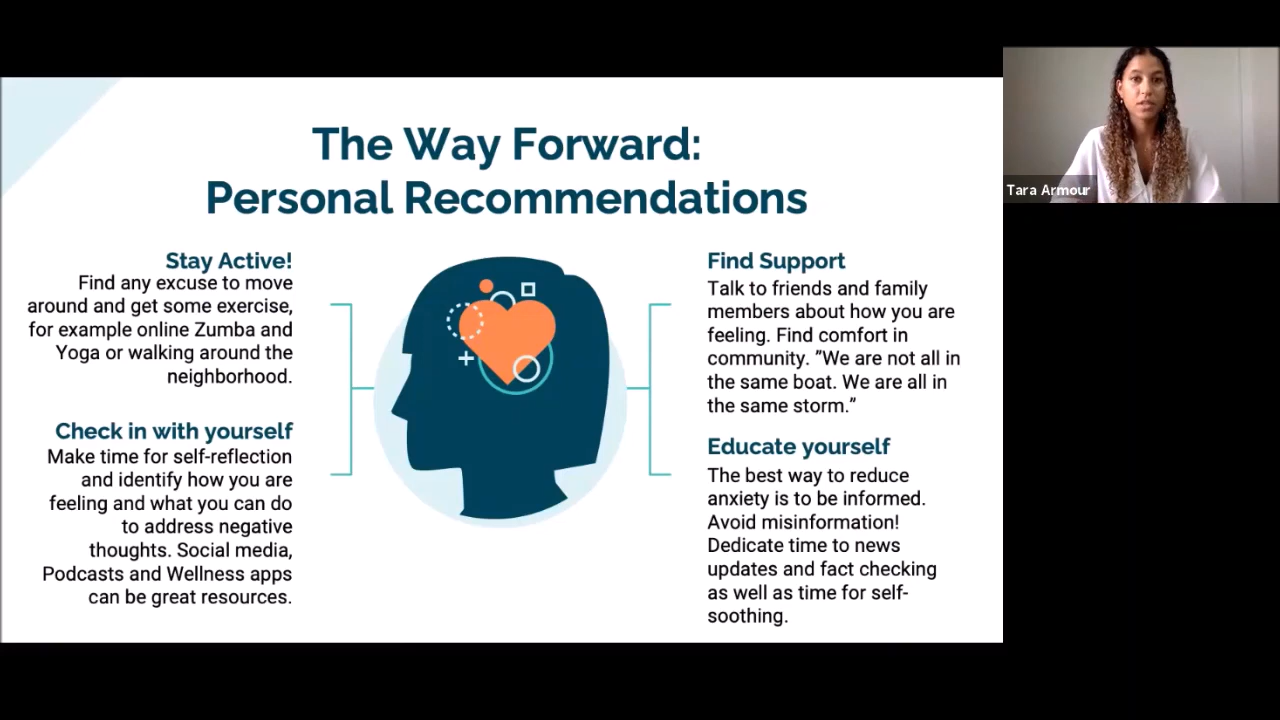 The Way Forward:
Personal Recommendations
Stay Active!
Find any excuse to move
around and get some exercise,
for example online Zumba and
Yoga or walking around the
neighborhood.
Check in with yourself
Make time for self-reflection
and identify how you are
feeling and what you can do
to address negative
thoughts. Social media,
Podcasts and Wellness apps
can be great resources.
Find Support
Talk to friends and family
members about how you are
feeling. Find comfort in
community. ”We are not all in
the same boat. We are all in
the same storm.”
Educate yourself
The best way to reduce
anxiety is to be informed.
Avoid misinformation!
Dedicate time to news
updates and fact checking
as well as time for self-
soothing.
Tara Armour